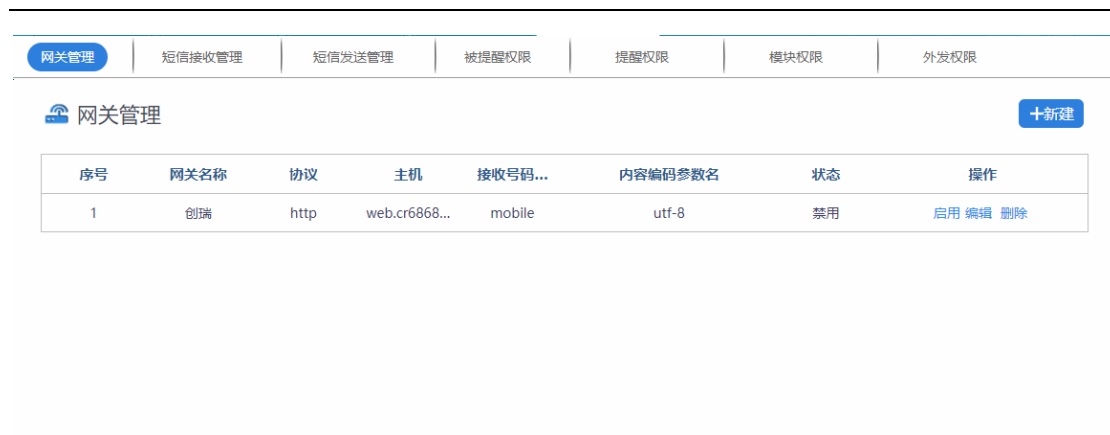 网关管理 短信接收管理 短信发送管理 被提醒权限 提醒权限 模块权限 外发权限
网关管理 +新建
序号 网关名称 协议 主机 接收号码... 内容编码参数名 状态 操作
1 创瑞 http web.cr6868... mobile utf-8 禁用 启用 编辑 删除